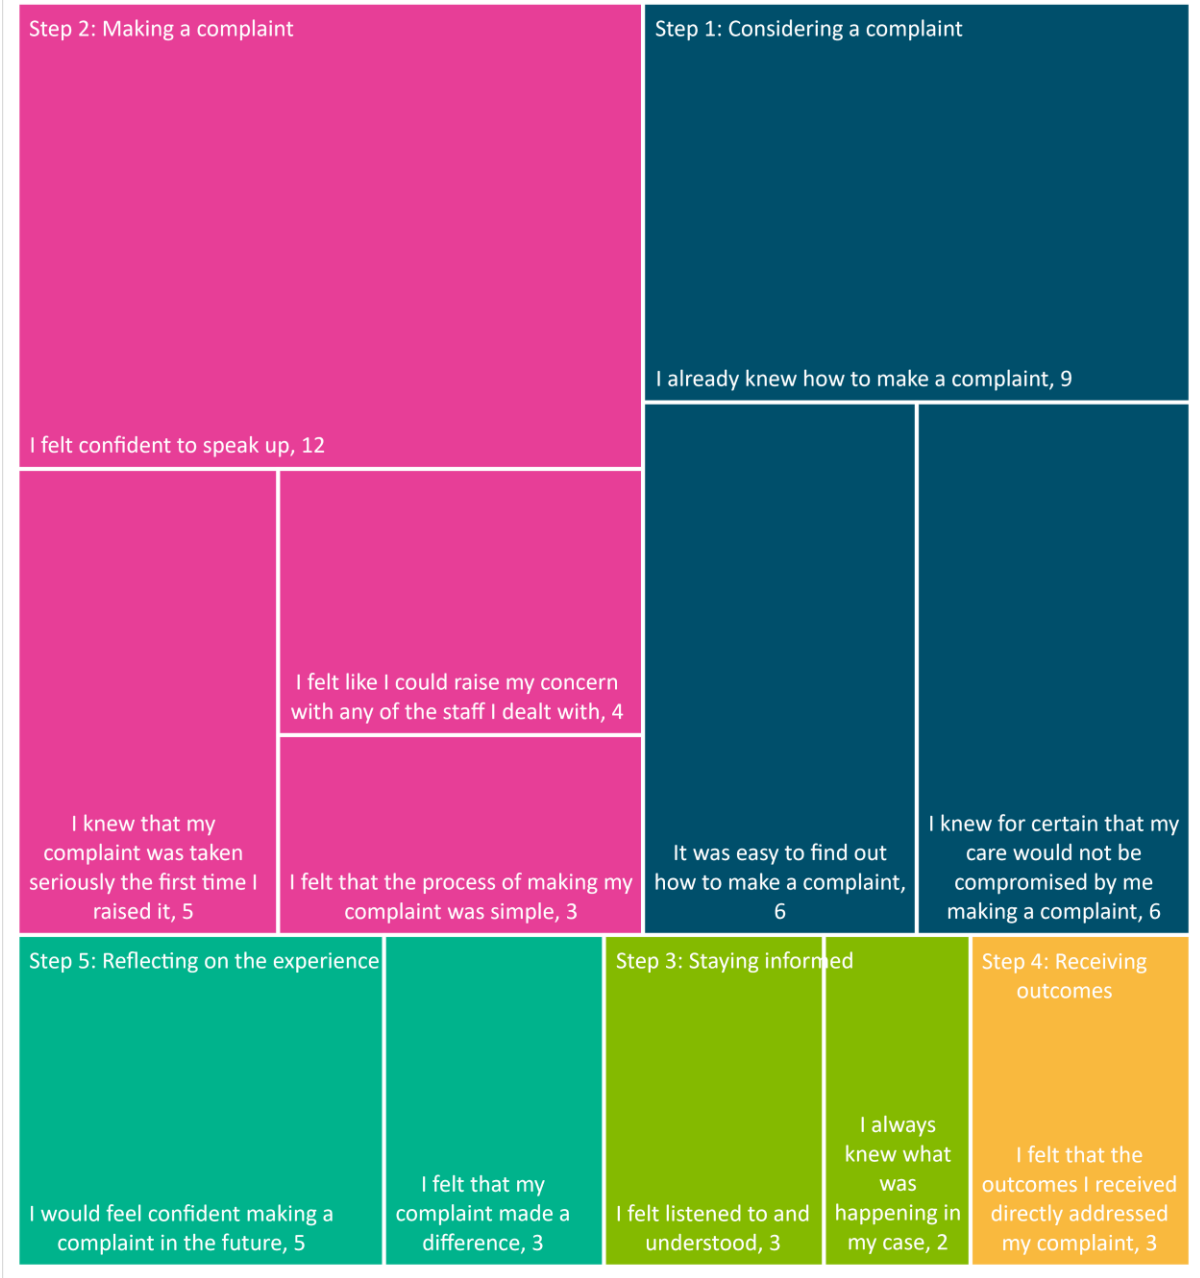 Step 2: Making a complaint
I felt confident to speak up, 12
I knew that my
complaint was taken
seriously the first time I
raised it, 5
I felt like I could raise my concern
with any of the staff I dealt with, 4
I felt that the process of making my
complaint was simple, 3
Step 1: Considering a complaint
I already knew how to make a complaint, 9
It was easy to find out
how to make a complaint,
6
I knew for certain that my
care would not be
compromised by me
making a complaint, 6
Step 5: Reflecting on the experience
I would feel confident making a
complaint in the future, 5
I felt that my
complaint made a
difference, 3
Step 3: Staying informed
I felt listened to and
understood, 3
I always
knew what
was
happening in
my case, 2
Step 4: Receiving
outcomes
I felt that the
outcomes I received
directly addressed
my complaint, 3